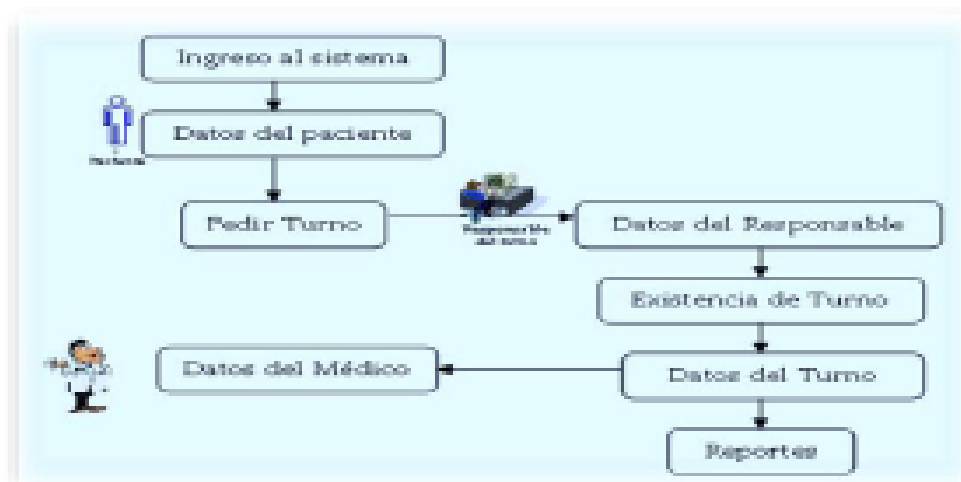 Ingreso al sistema
Datos del paciente
Pedir Turno
Datos del Responsable
Existencia de Turno
Datos del Médico
Datos del Turno
Reportes